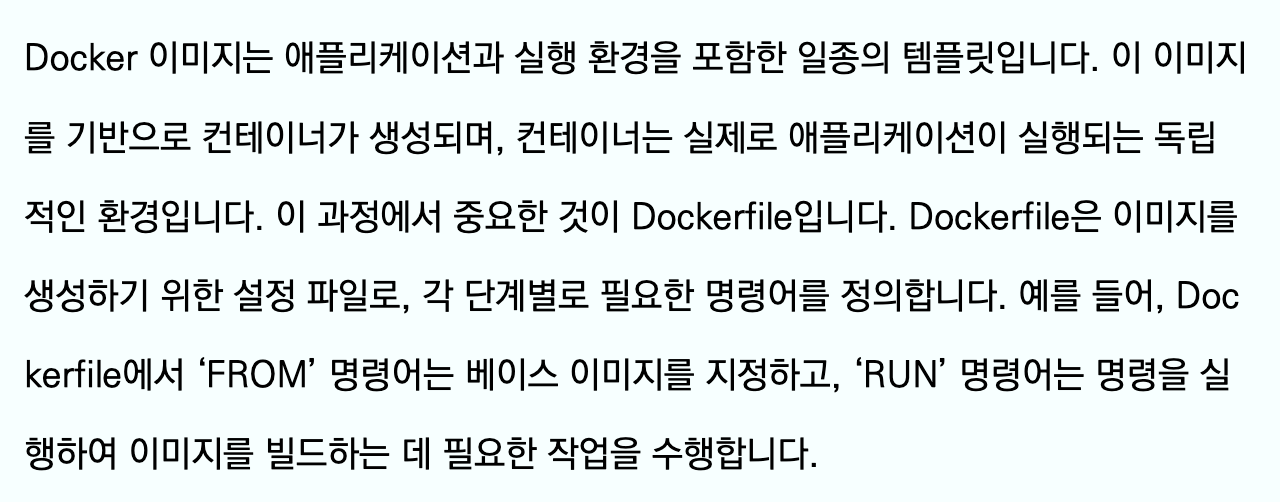 Docker 이미지는 애플리케이션과 실행 환경을 포함한 일종의 템플릿입니다. 이 이미지
를 기반으로 컨테이너가 생성되며, 컨테이너는 실제로 애플리케이션이 실행되는 독립
적인 환경입니다. 이 과정에서 중요한 것이 Dockerfile입니다. Dockerfile은 이미지를
생성하기 위한 설정 파일로, 각 단계별로 필요한 명령어를 정의합니다. 예를 들어, Doc
kerfile에서 ‘FROM’ 명령어는 베이스 이미지를 지정하고, ‘RUN’ 명령어는 명령을 실
행하여 이미지를 빌드하는 데 필요한 작업을 수행합니다.